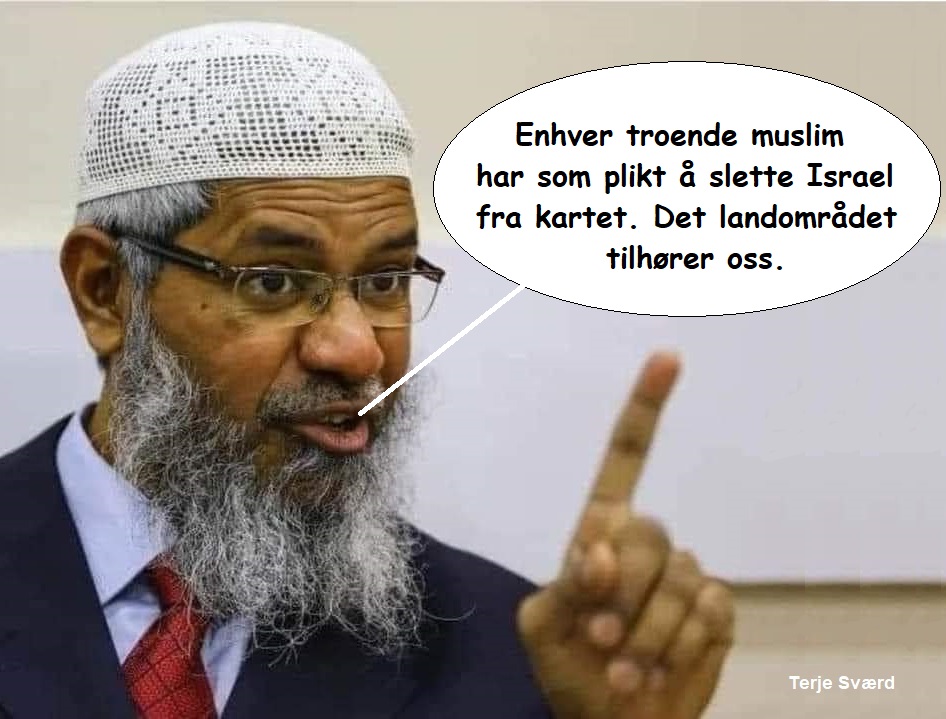 Enhver troende muslim
har som plikt å slette Israel
fra kartet. Det landområdet
tilhører oss.
Terje Sværd